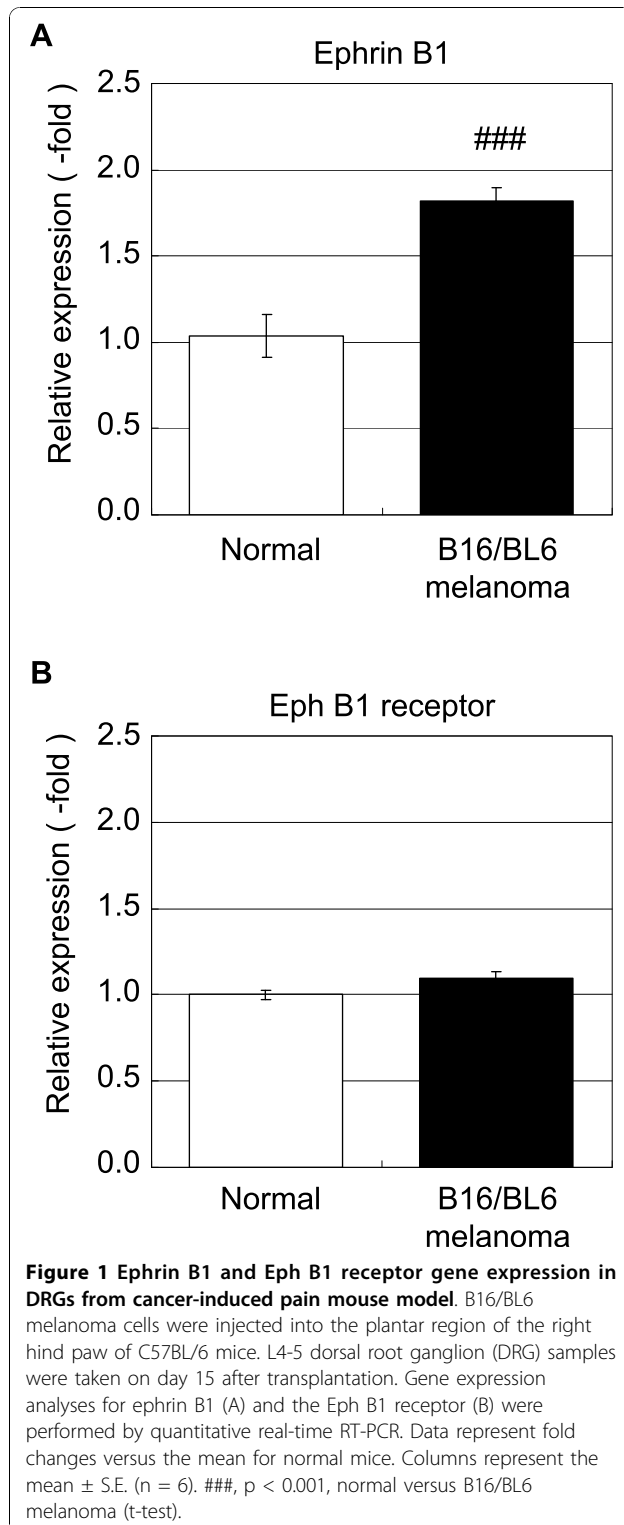 A
Ephrin B1
Relative expression ( -fold )
2.5
2.0
1.5
1.0
0.5
0.0
###
Normal
B16/BL6
melanoma
B
Eph B1 receptor
Relative expression ( -fold )
2.5
2.0
1.5
1.0
0.5
0.0
Normal
B16/BL6
melanoma
Figure 1 Ephrin B1 and Eph B1 receptor gene expression in
DRGs from cancer-induced pain mouse model. B16/BL6
melanoma cells were injected into the plantar region of the right
hind paw of C57BL/6 mice. L4-5 dorsal root ganglion (DRG) samples
were taken on day 15 after transplantation. Gene expression
analyses for ephrin B1 (A) and the Eph B1 receptor (B) were
performed by quantitative real-time RT-PCR. Data represent fold
changes versus the mean for normal mice. Columns represent the
mean ± S.E. (n = 6). ###, p < 0.001, normal versus B16/BL6
melanoma (t-test).